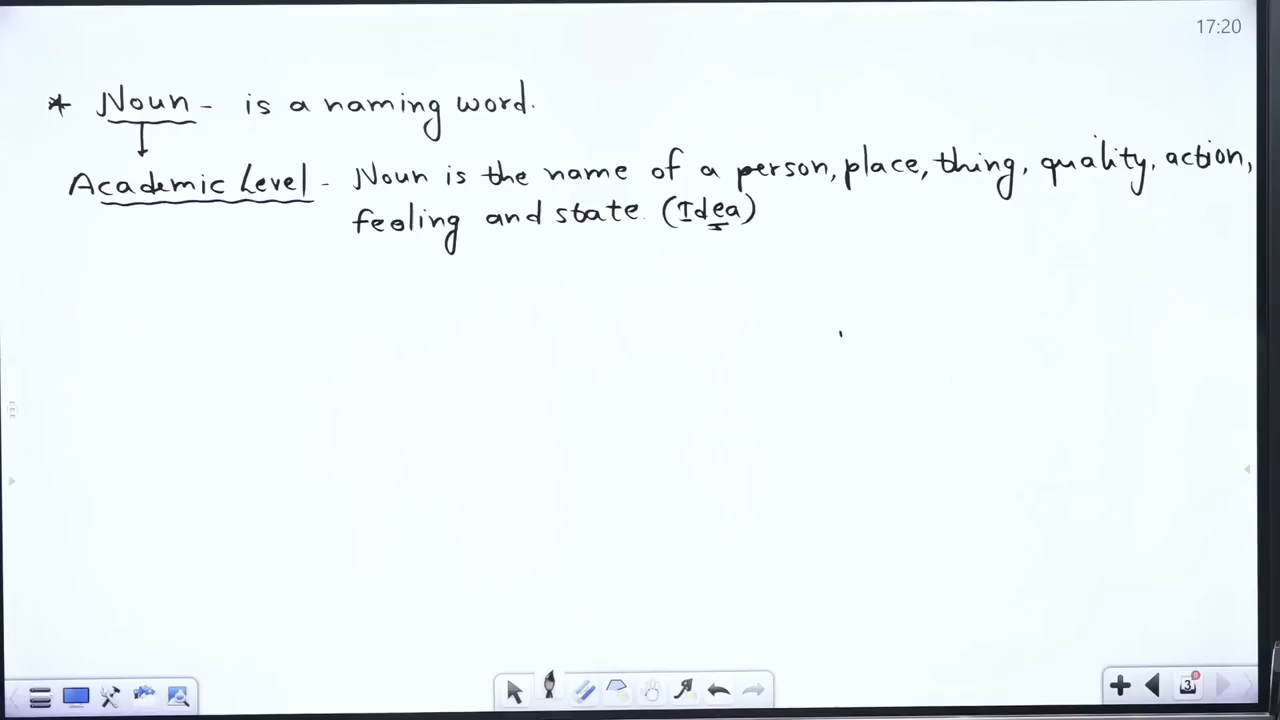 17:20
* Noun - is a naming word.
Academic Level - Noun is the name of a person, place, thing, quality, action,
feeling and state. (Idea)
3